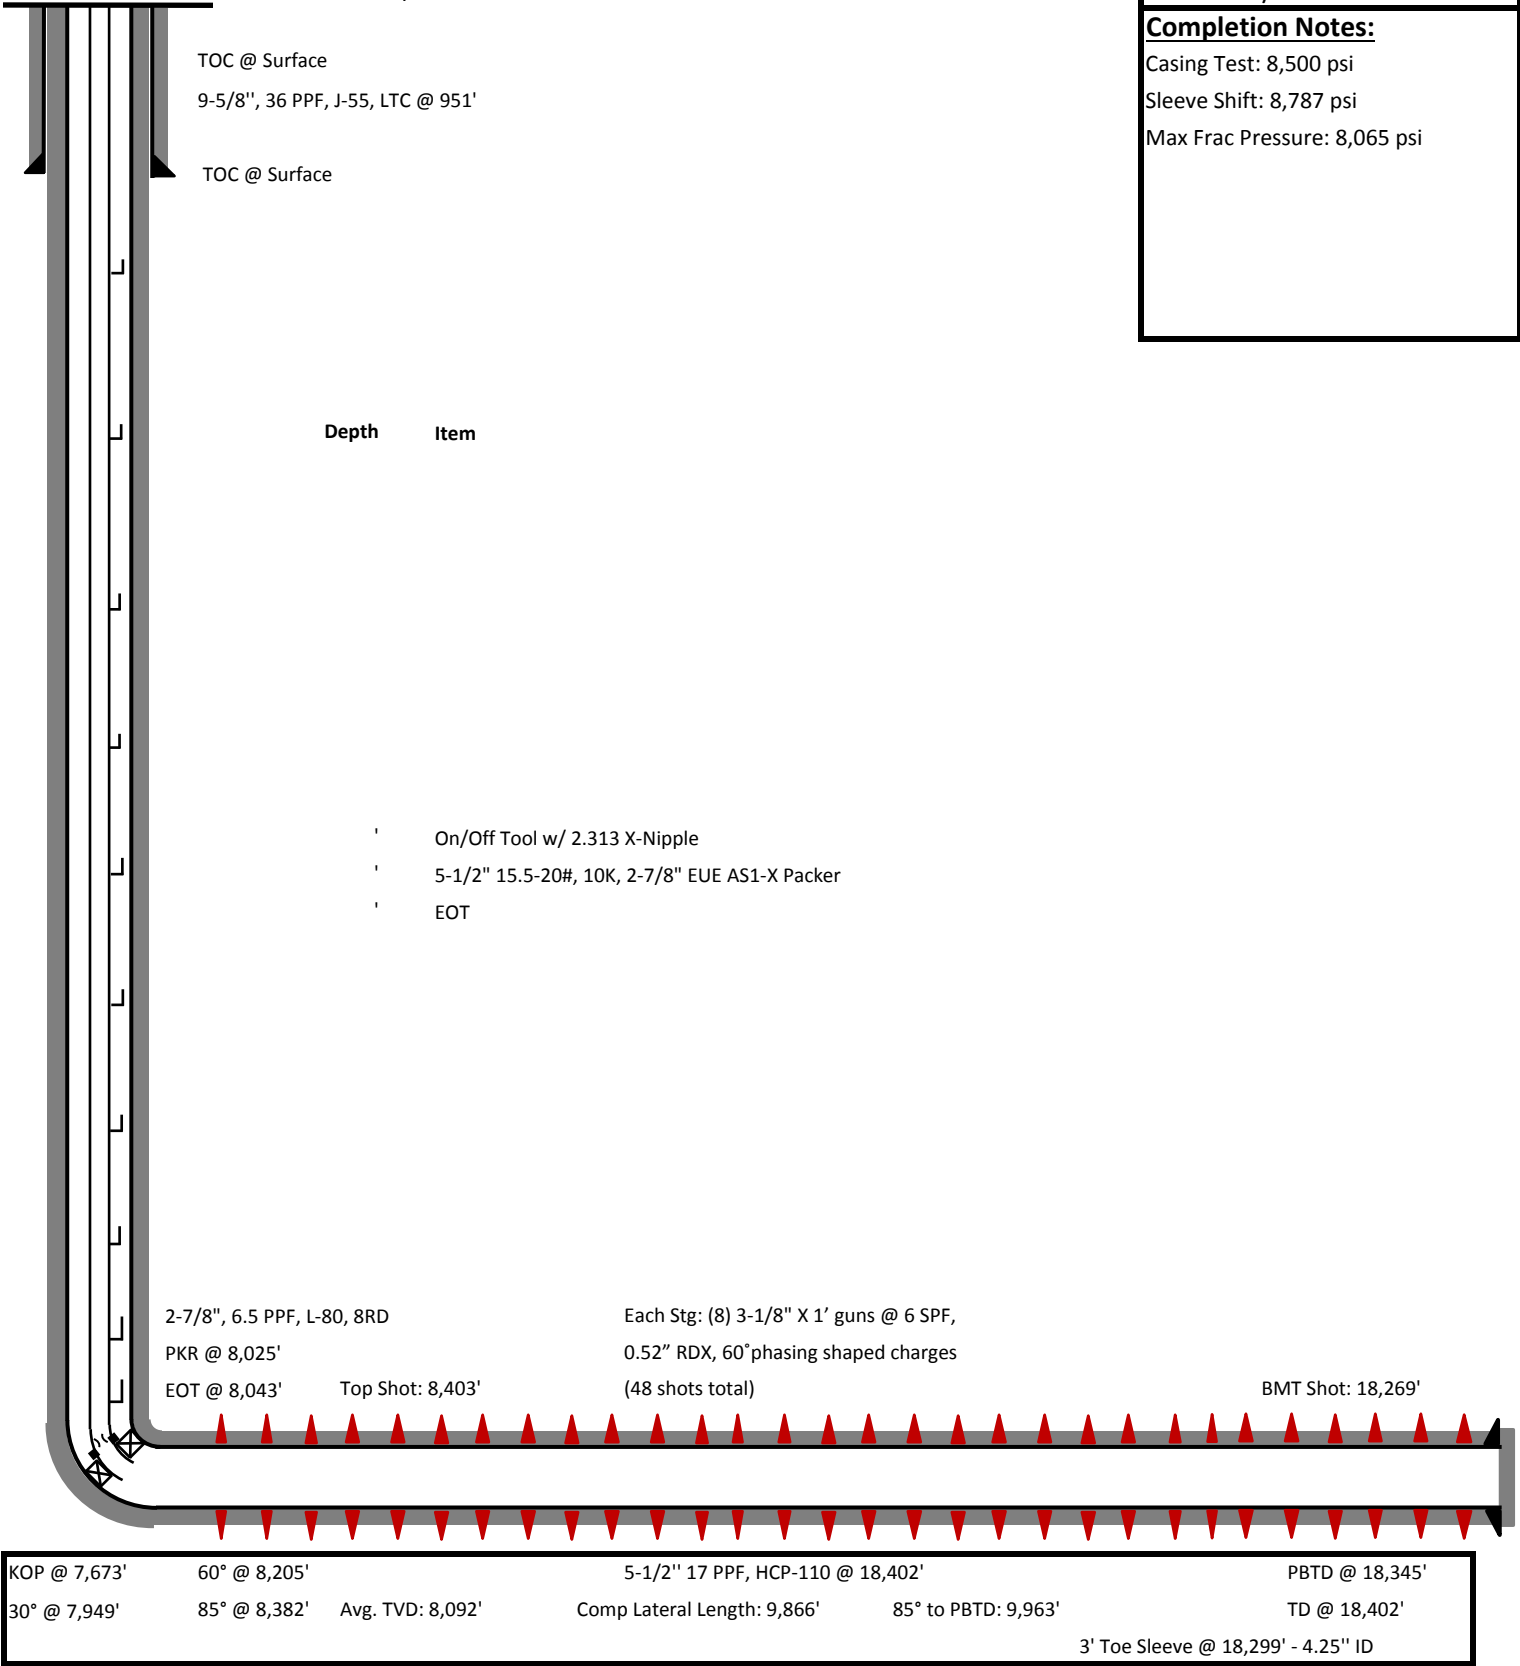 Completion Notes:
Casing Test: 8,500 psi
Sleeve Shift: 8,787 psi
Max Frac Pressure: 8,065 psi
TOC @ Surface
9-5/8'', 36 PPF, J-55, LTC @ 951'
TOC @ Surface
Depth Item
' On/Off Tool w/ 2.313 X-Nipple
' 5-1/2" 15.5-20#, 10K, 2-7/8" EUE AS1-X Packer
' EOT
2-7/8", 6.5 PPF, L-80, 8RD
PKR @ 8,025'
EOT @ 8,043'
Top Shot: 8,403'
Each Stg: (8) 3-1/8" X 1’ guns @ 6 SPF,
0.52” RDX, 60˚phasing shaped charges
(48 shots total)
BMT Shot: 18,269'
KOP @ 7,673' 60° @ 8,205' 5-1/2'' 17 PPF, HCP-110 @ 18,402' PBTD @ 18,345'
30° @ 7,949' 85° @ 8,382' Avg. TVD: 8,092' Comp Lateral Length: 9,866' 85° to PBTD: 9,963' TD @ 18,402'
3' Toe Sleeve @ 18,299' - 4.25'' ID